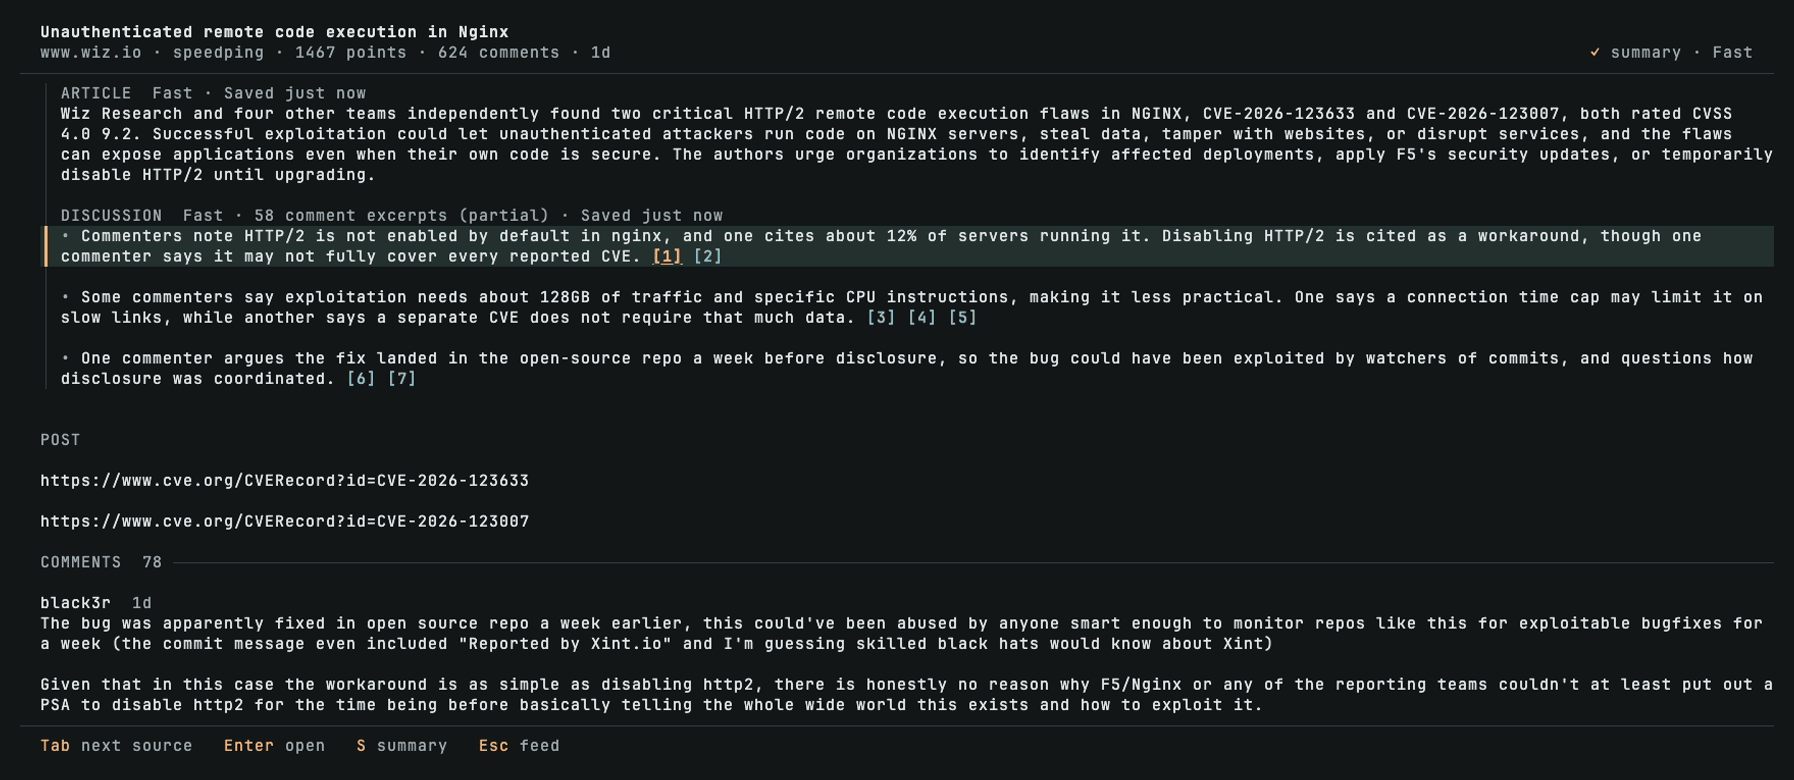 Unauthenticated remote code execution in Nginx
www.wiz.io · speedping · 1467 points · 624 comments · 1d
✓ summary · Fast
ARTICLE  Fast · Saved just now
Wiz Research and four other teams independently found two critical HTTP/2 remote code execution flaws in NGINX, CVE-2026-123633 and CVE-2026-123007, both rated CVSS
4.0 9.2. Successful exploitation could let unauthenticated attackers run code on NGINX servers, steal data, tamper with websites, or disrupt services, and the flaws
can expose applications even when their own code is secure. The authors urge organizations to identify affected deployments, apply F5's security updates, or temporarily
disable HTTP/2 until upgrading.
DISCUSSION  Fast · 58 comment excerpts (partial) · Saved just now
• Commenters note HTTP/2 is not enabled by default in nginx, and one cites about 12% of servers running it. Disabling HTTP/2 is cited as a workaround, though one
commenter says it may not fully cover every reported CVE. [1] [2]
• Some commenters say exploitation needs about 128GB of traffic and specific CPU instructions, making it less practical. One says a connection time cap may limit it on
slow links, while another says a separate CVE does not require that much data. [3] [4] [5]
• One commenter argues the fix landed in the open-source repo a week before disclosure, so the bug could have been exploited by watchers of commits, and questions how
disclosure was coordinated. [6] [7]
POST
https://www.cve.org/CVERecord?id=CVE-2026-123633
https://www.cve.org/CVERecord?id=CVE-2026-123007
COMMENTS  78
black3r  1d
The bug was apparently fixed in open source repo a week earlier, this could've been abused by anyone smart enough to monitor repos like this for exploitable bugfixes for
a week (the commit message even included "Reported by Xint.io" and I'm guessing skilled black hats would know about Xint)
Given that in this case the workaround is as simple as disabling http2, there is honestly no reason why F5/Nginx or any of the reporting teams couldn't at least put out a
PSA to disable http2 for the time being before basically telling the whole wide world this exists and how to exploit it.
Tab next source   Enter open   S summary   Esc feed